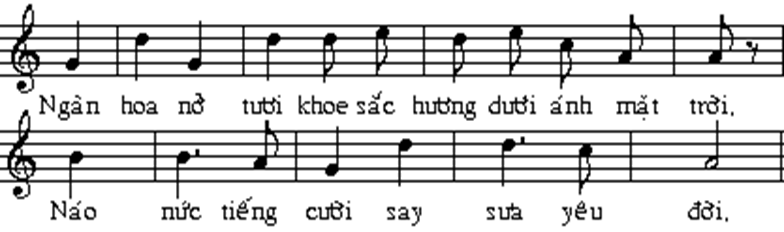 Ngàn hoa nở tươi khoe sắc hương dưới ánh mặt trời,
Náo nức tiếng cười say sưa yêu đời,